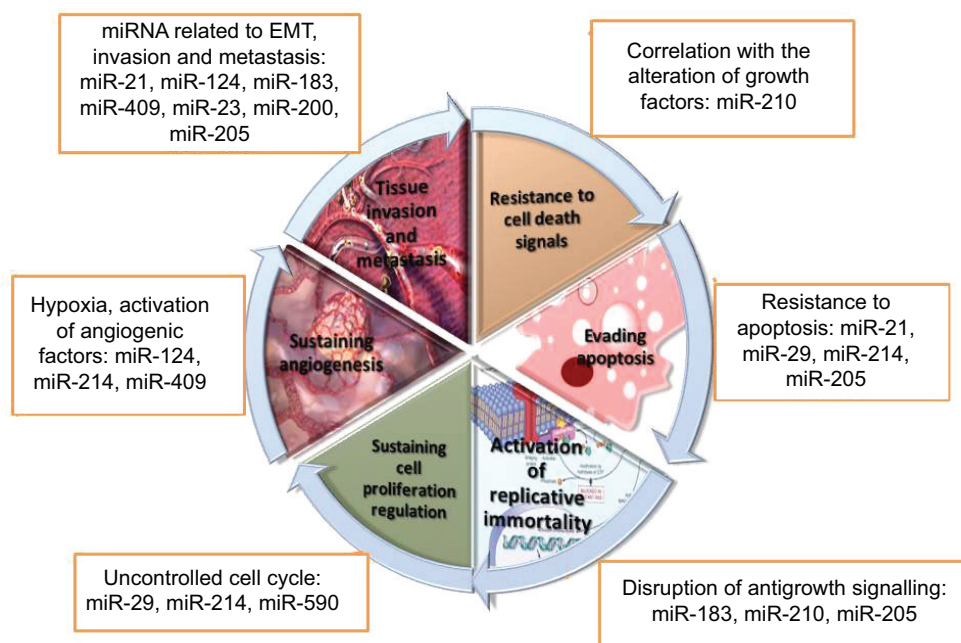 miRNA related to EMT,
invasion and metastasis:
miR-21, miR-124, miR-183,
miR-409, miR-23, miR-200,
miR-205
Correlation with the
alteration of growth
factors: miR-210
Tissue
invasion
and
metastasis
Resistance to
cell death
signals
Hypoxia, activation
of angiogenic
factors: miR-124,
miR-214, miR-409
Sustaining
angiogenesis
Evading
apoptosis
Resistance to
apoptosis: miR-21,
miR-29, miR-214,
miR-205
Sustaining
cell
proliferation
regulation
Activation
of
replicative
immortality
Uncontrolled cell cycle:
miR-29, miR-214, miR-590
Disruption of antigrowth signalling:
miR-183, miR-210, miR-205